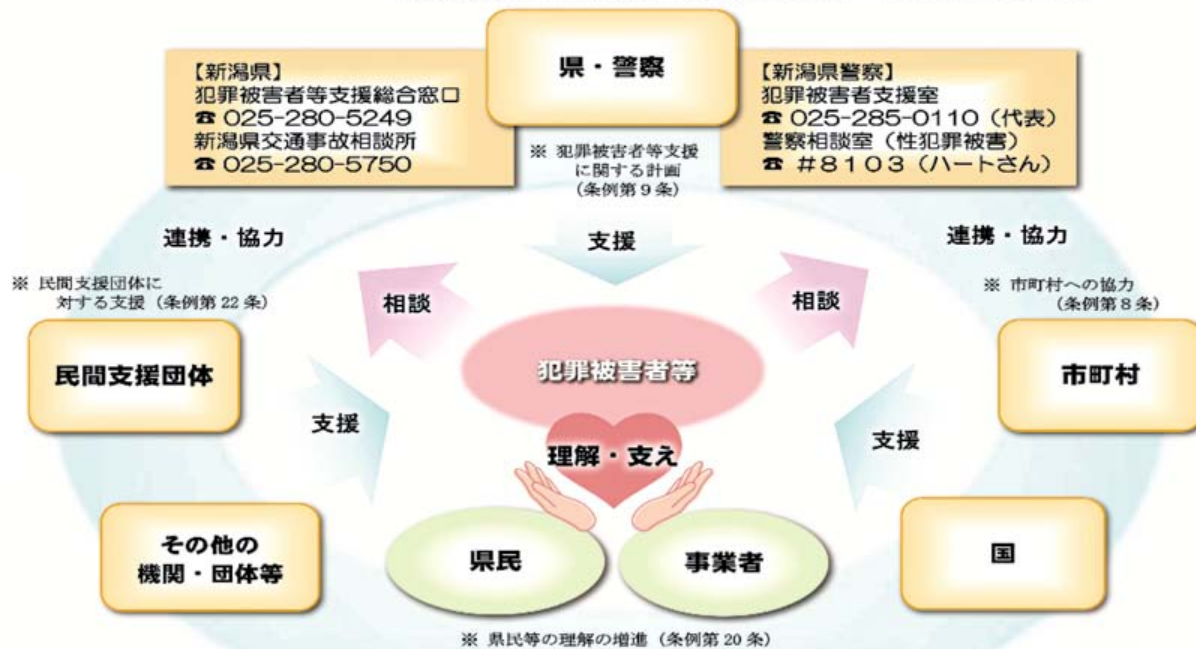 県・警察
【新潟県】
犯罪被害者等支援総合窓口
☎ 025-280-5249
新潟県交通事故相談所
☎ 025-280-5750
【新潟県警察】
犯罪被害者支援室
☎ 025-285-0110（代表）
警察相談室（性犯罪被害）
☎ #8103（ハートさん）
※ 犯罪被害者等支援
に関する計画
（条例第9条）
連携・協力
支援
連携・協力
※ 民間支援団体に
対する支援（条例第22条）
相談
相談
※ 市町村への協力
（条例第8条）
民間支援団体
犯罪被害者等
市町村
支援
理解・支え
支援
その他の
機関・団体等
県民
事業者
国
※ 県民等の理解の増進（条例第20条）